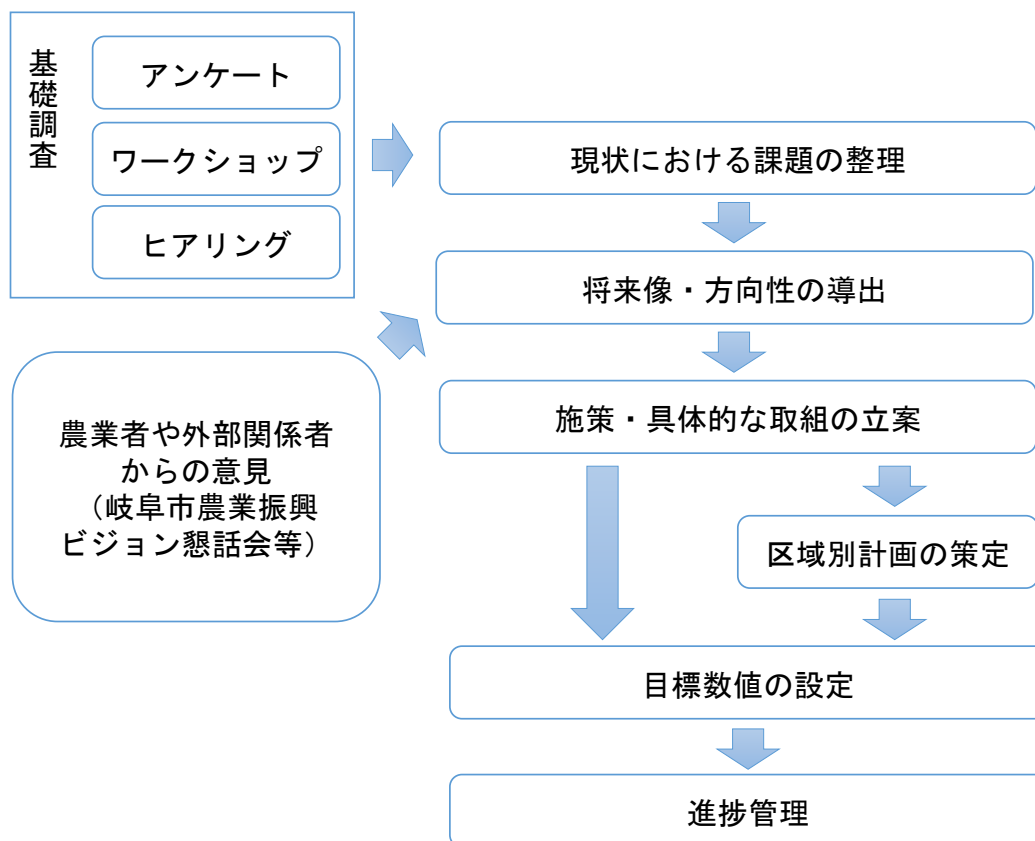 基礎調査
アンケート
ワークショップ
ヒアリング
農業者や外部関係者
からの意見
（岐阜市農業振興
ビジョン懇話会等）
現状における課題の整理
将来像・方向性の導出
施策・具体的な取組の立案
区域別計画の策定
目標数値の設定
進捗管理